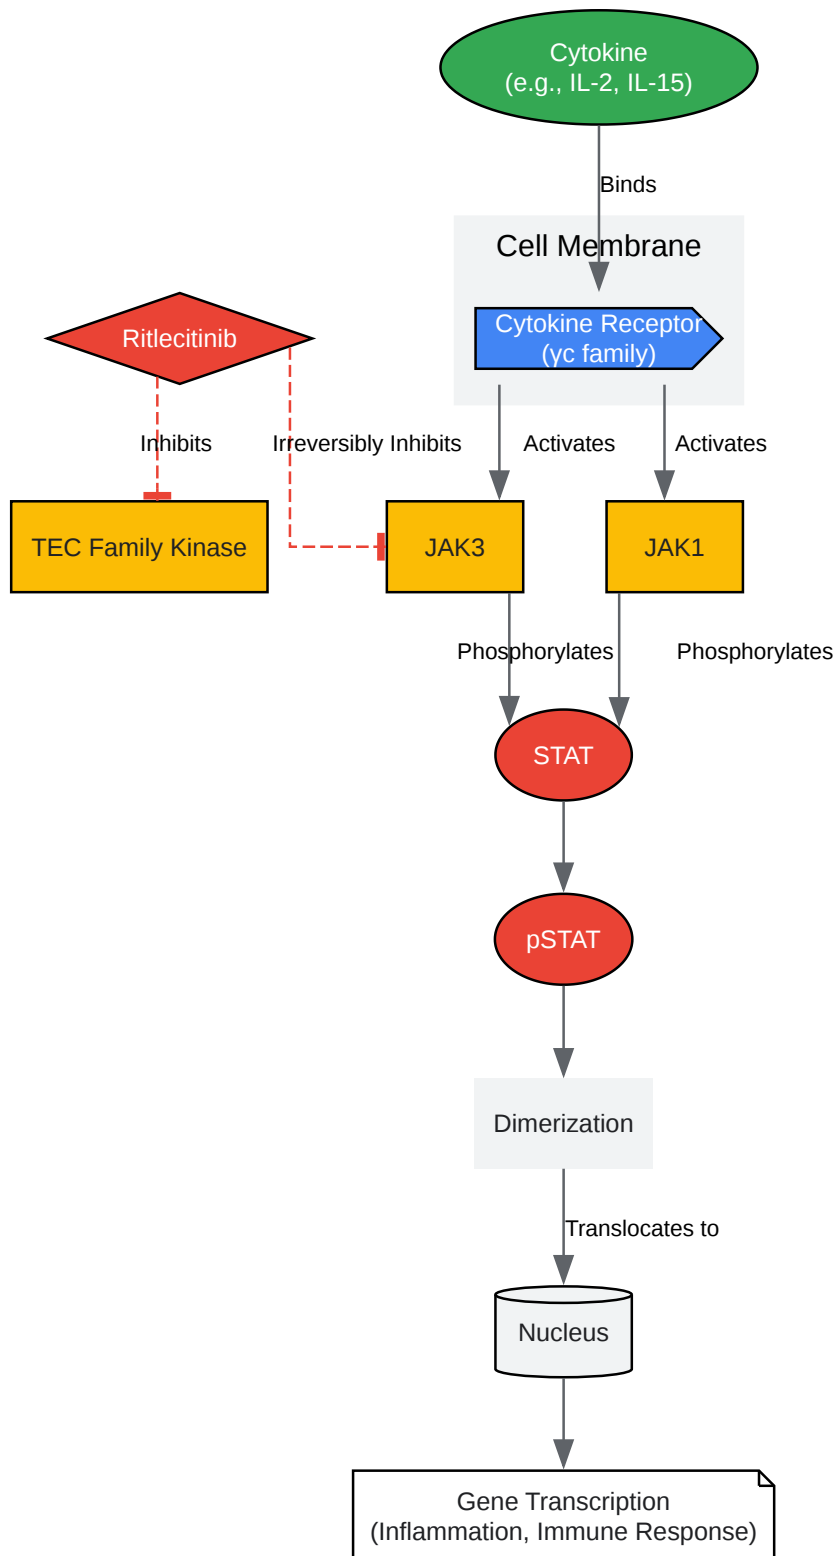 Cytokine
(e.g., IL-2, IL-15)
Binds
Cell Membrane
Cytokine Receptor
(γc family)
Ritlecitinib
Inhibits
Irreversibly Inhibits
Activates
Activates
TEC Family Kinase
JAK3
JAK1
Phosphorylates
Phosphorylates
STAT
pSTAT
Dimerization
Translocates to
Nucleus
Gene Transcription
(Inflammation, Immune Response)